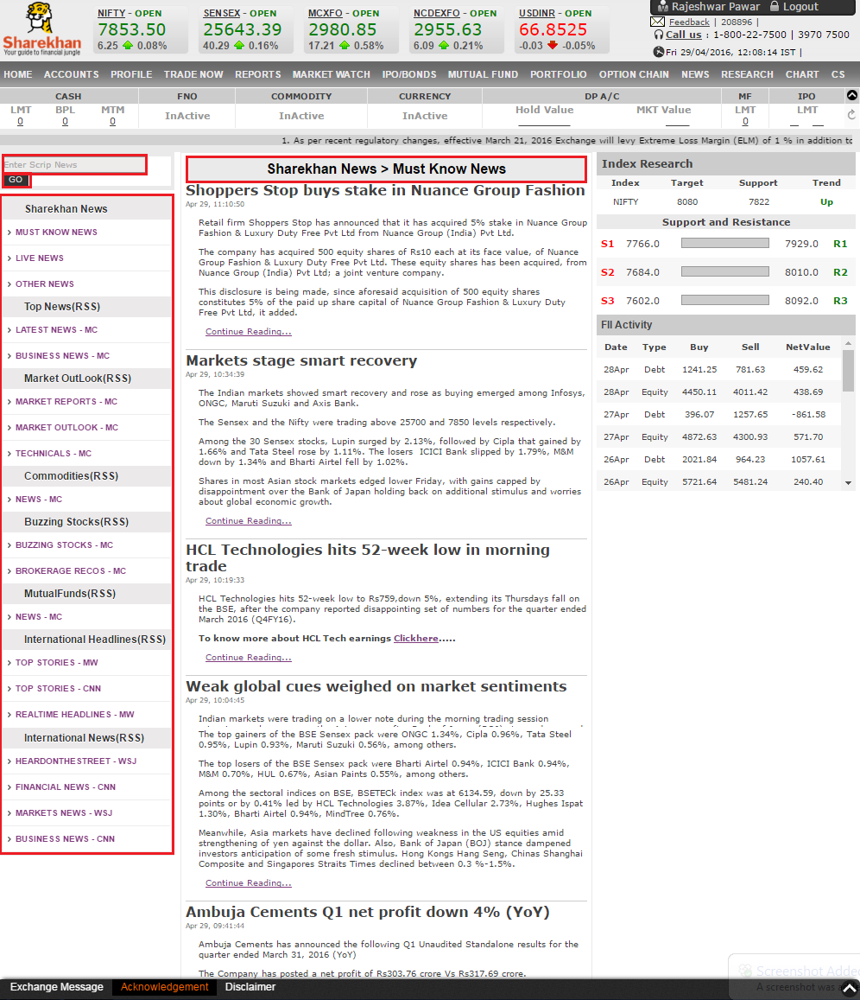 Sharekhan
Your guide to financial jungle
NIFTY - OPEN
7853.50
6.25 0.08%
SENSEX - OPEN
25643.39
40.29 0.16%
MCXFO - OPEN
2980.85
17.21 0.58%
NCDEXFO - OPEN
2955.63
6.09 0.21%
USDINR - OPEN
66.8525
-0.03 -0.05%
Rajeshwar Pawar Logout
Feedback | 208896 |
Call us : 1-800-22-7500 | 3970 7500
Fri 29/04/2016, 12:08:14 IST |
HOME ACCOUNTS PROFILE TRADE NOW REPORTS MARKET WATCH IPO/BONDS MUTUAL FUND PORTFOLIO OPTION CHAIN NEWS RESEARCH CHART CS
CASH FNO COMMODITY CURRENCY DP A/C MF IPO
LMT BPL MTM InActive InActive InActive Hold Value MKT Value LMT LMT
0 0 0 0
1. As per recent regulatory changes, effective March 21, 2016 Exchange will levy Extreme Loss Margin (ELM) of 1 % in addition to
Enter Scrip News
GO
Sharekhan News
MUST KNOW NEWS
LIVE NEWS
OTHER NEWS
Top News(RSS)
LATEST NEWS - MC
BUSINESS NEWS - MC
Market OutLook(RSS)
MARKET REPORTS - MC
MARKET OUTLOOK - MC
TECHNICALS - MC
Commodities(RSS)
NEWS - MC
Buzzing Stocks(RSS)
BUZZING STOCKS - MC
BROKERAGE RECOS - MC
MutualFunds(RSS)
NEWS - MC
International Headlines(RSS)
TOP STORIES - MW
TOP STORIES - CNN
REALTIME HEADLINES - MW
International News(RSS)
HEARDONTHESTREET - WSJ
FINANCIAL NEWS - CNN
MARKETS NEWS - WSJ
BUSINESS NEWS - CNN
Sharekhan News > Must Know News
Shoppers Stop buys stake in Nuance Group Fashion
Apr 29, 11:10:50
Retail firm Shoppers Stop has announced that it has acquired 5% stake in Nuance Group
Fashion & Luxury Duty Free Pvt Ltd from Nuance Group (India) Pvt Ltd.
The company has acquired 500 equity shares of Rs10 each at its face value, of Nuance
Group Fashion & Luxury Duty Free Pvt Ltd. These equity shares has been acquired, from
Nuance Group (India) Pvt Ltd; a joint venture company.
This disclosure is being made, since aforesaid acquisition of 500 equity shares
constitutes 5% of the paid up share capital of Nuance Group Fashion & Luxury Duty
Free Pvt Ltd, it added.
Continue Reading...
Markets stage smart recovery
Apr 29, 10:34:39
The Indian markets showed smart recovery and rose as buying emerged among Infosys,
ONGC, Maruti Suzuki and Axis Bank.
The Sensex and the Nifty were trading above 25700 and 7850 levels respectively.
Among the 30 Sensex stocks, Lupin surged by 2.13%, followed by Cipla that gained by
1.66% and Tata Steel rose by 1.11%. The losers ICICI Bank slipped by 1.79%, M&M
down by 1.34% and Bharti Airtel fell by 1.02%.
Shares in most Asian stock markets edged lower Friday, with gains capped by
disappointment over the Bank of Japan holding back on additional stimulus and worries
about global economic growth.
Continue Reading...
HCL Technologies hits 52-week low in morning
trade
Apr 29, 10:19:33
HCL Technologies hits 52-week low to Rs759,down 5%, extending its Thursdays fall on
the BSE, after the company reported disappointing set of numbers for the quarter ended
March 2016 (Q4FY16).
To know more about HCL Tech earnings Clickhere.....
Continue Reading...
Weak global cues weighed on market sentiments
Apr 29, 10:04:45
Indian markets were trading on a lower note during the morning trading session
The top gainers of the BSE Sensex pack were ONGC 1.34%, Cipla 0.96%, Tata Steel
0.95%, Lupin 0.93%, Maruti Suzuki 0.56%, among others.
The top losers of the BSE Sensex pack were Bharti Airtel 0.94%, ICICI Bank 0.94%,
M&M 0.70%, HUL 0.67%, Asian Paints 0.55%, among others.
Among the sectoral indices on BSE, BSETECk index was at 6134.59, down by 25.33
points or by 0.41% led by HCL Technologies 3.87%, Idea Cellular 2.73%, Hughes Ispat
1.30%, Bharti Airtel 0.94%, MindTree 0.76%.
Meanwhile, Asia markets have declined following weakness in the US equities amid
strengthening of yen against the dollar. Also, Bank of Japan (BOJ) stance dampened
investors anticipation of some fresh stimulus. Hong Kongs Hang Seng, Chinas Shanghai
Composite and Singapores Straits Times declined between 0.3 %-1.5%.
Continue Reading...
Ambuja Cements Q1 net profit down 4% (YoY)
Apr 29, 09:41:44
Ambuja Cements has announced the following Q1 Unaudited Standalone results for the
quarter ended March 31, 2016 (YoY)
The Company has posted a net profit of Rs303.76 crore Vs Rs317.69 crore.
Index Research
Index Target Support Trend
NIFTY 8080 7822 Up
Support and Resistance
S1 7766.0 7929.0 R1
S2 7684.0 8010.0 R2
S3 7602.0 8092.0 R3
FII Activity
Date Type Buy Sell NetValue
28Apr Debt 1241.25 781.63 459.62
28Apr Equity 4450.11 4011.42 438.69
27Apr Debt 396.07 1257.65 -861.58
27Apr Equity 4872.63 4300.93 571.70
26Apr Debt 2021.84 964.23 1057.61
26Apr Equity 5721.64 5481.24 240.40
Screenshot Adde
A screenshot was
Exchange Message Acknowledgement Disclaimer